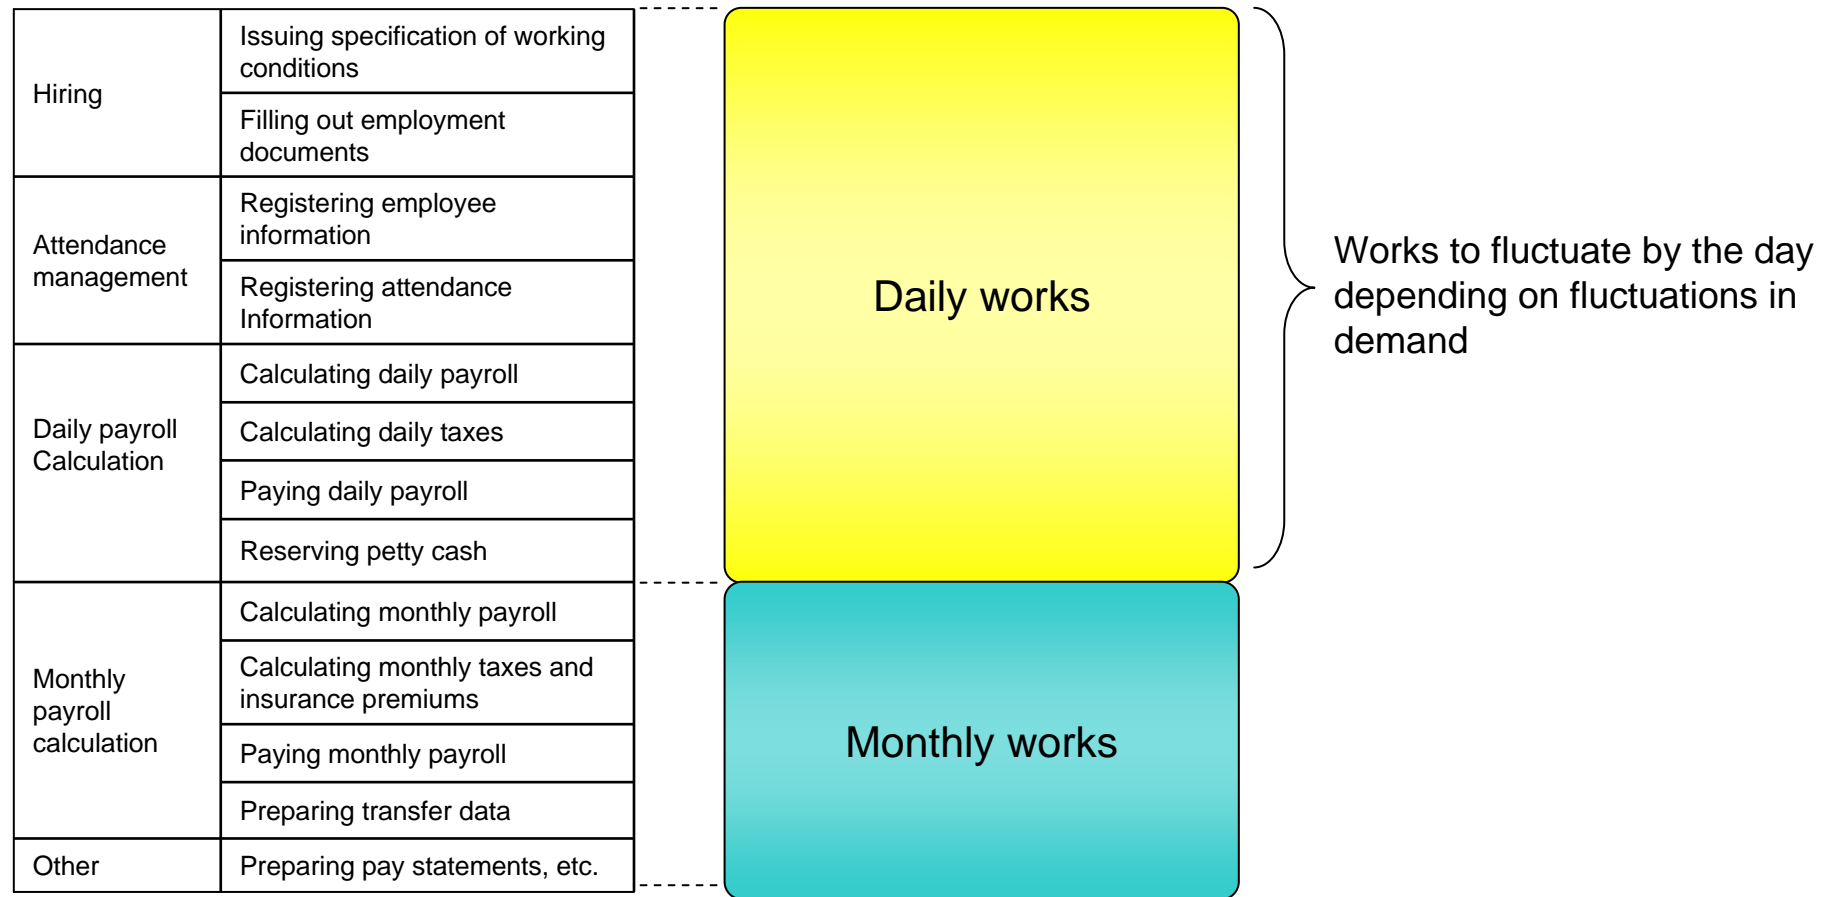 Hiring
Issuing specification of working
conditions
Filling out employment
documents
Attendance
management
Registering employee
information
Registering attendance
Information
Daily payroll
Calculation
Calculating daily payroll
Calculating daily taxes
Paying daily payroll
Reserving petty cash
Monthly
payroll
calculation
Calculating monthly payroll
Calculating monthly taxes and
insurance premiums
Paying monthly payroll
Preparing transfer data
Other
Preparing pay statements, etc.
Daily works
Monthly works
Works to fluctuate by the day
depending on fluctuations in
demand